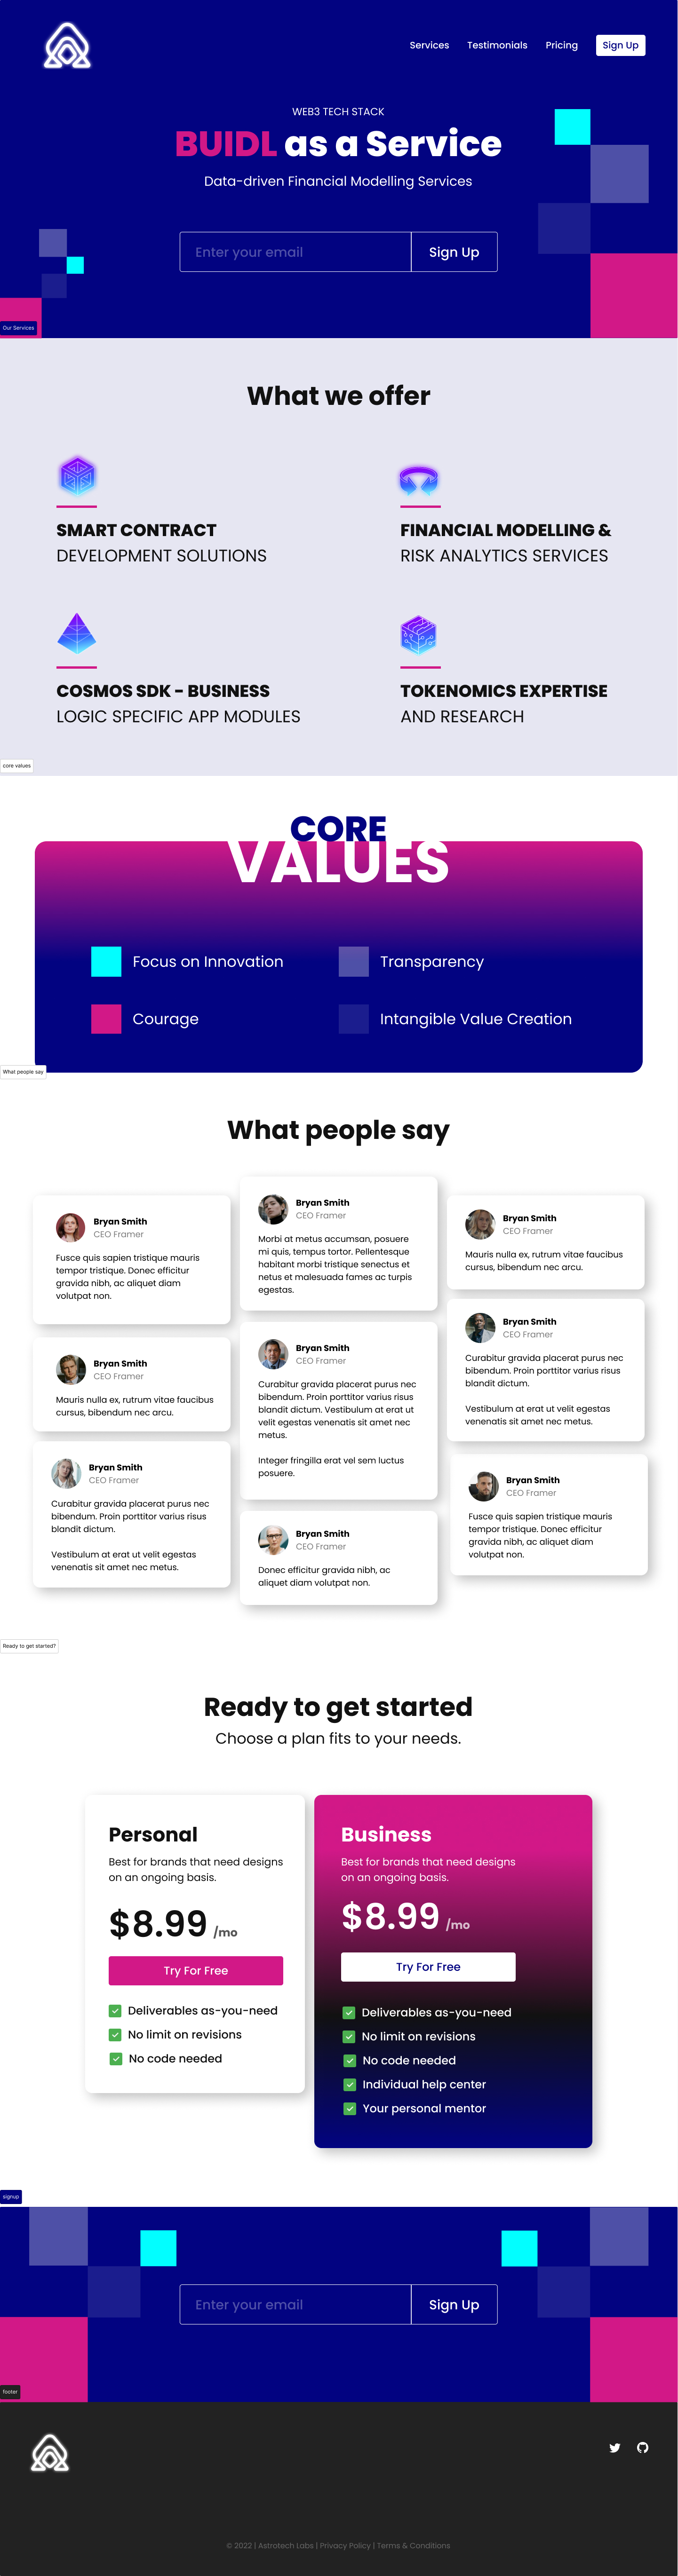 Services Testimonials Pricing Sign Up
WEB3 TECH STACK
BUIDL as a Service
Data-driven Financial Modelling Services
Enter your email Sign Up
Our Services
What we offer
SMART CONTRACT
DEVELOPMENT SOLUTIONS
FINANCIAL MODELLING &
RISK ANALYTICS SERVICES
COSMOS SDK - BUSINESS
LOGIC SPECIFIC APP MODULES
TOKENOMICS EXPERTISE
AND RESEARCH
core values
CORE
VALUES
Focus on Innovation
Transparency
Courage
Intangible Value Creation
What people say
What people say
Bryan Smith
CEO Framer
Fusce quis sapien tristique mauris
tempor tristique. Donec efficitur
gravida nibh, ac aliquet diam
volutpat non.
Bryan Smith
CEO Framer
Mauris nulla ex, rutrum vitae faucibus
cursus, bibendum nec arcu.
Bryan Smith
CEO Framer
Curabitur gravida placerat purus nec
bibendum. Proin porttitor varius risus
blandit dictum.
Vestibulum at erat ut velit egestas
venenatis sit amet nec metus.
Bryan Smith
CEO Framer
Morbi at metus accumsan, posuere
mi quis, tempus tortor. Pellentesque
habitant morbi tristique senectus et
netus et malesuada fames ac turpis
egestas.
Bryan Smith
CEO Framer
Curabitur gravida placerat purus nec
bibendum. Proin porttitor varius risus
blandit dictum. Vestibulum at erat ut
velit egestas venenatis sit amet nec
metus.
Integer fringilla erat vel sem luctus
posuere.
Bryan Smith
CEO Framer
Donec efficitur gravida nibh, ac
aliquet diam volutpat non.
Bryan Smith
CEO Framer
Mauris nulla ex, rutrum vitae faucibus
cursus, bibendum nec arcu.
Bryan Smith
CEO Framer
Curabitur gravida placerat purus nec
bibendum. Proin porttitor varius risus
blandit dictum.
Vestibulum at erat ut velit egestas
venenatis sit amet nec metus.
Bryan Smith
CEO Framer
Fusce quis sapien tristique mauris
tempor tristique. Donec efficitur
gravida nibh, ac aliquet diam
volutpat non.
Ready to get started?
Ready to get started
Choose a plan fits to your needs.
Personal
Best for brands that need designs
on an ongoing basis.
$8.99 /mo
Try For Free
Deliverables as-you-need
No limit on revisions
No code needed
Business
Best for brands that need designs
on an ongoing basis.
$8.99 /mo
Try For Free
Deliverables as-you-need
No limit on revisions
No code needed
Individual help center
Your personal mentor
signup
Enter your email Sign Up
footer
© 2022 | Astrotech Labs | Privacy Policy | Terms & Conditions